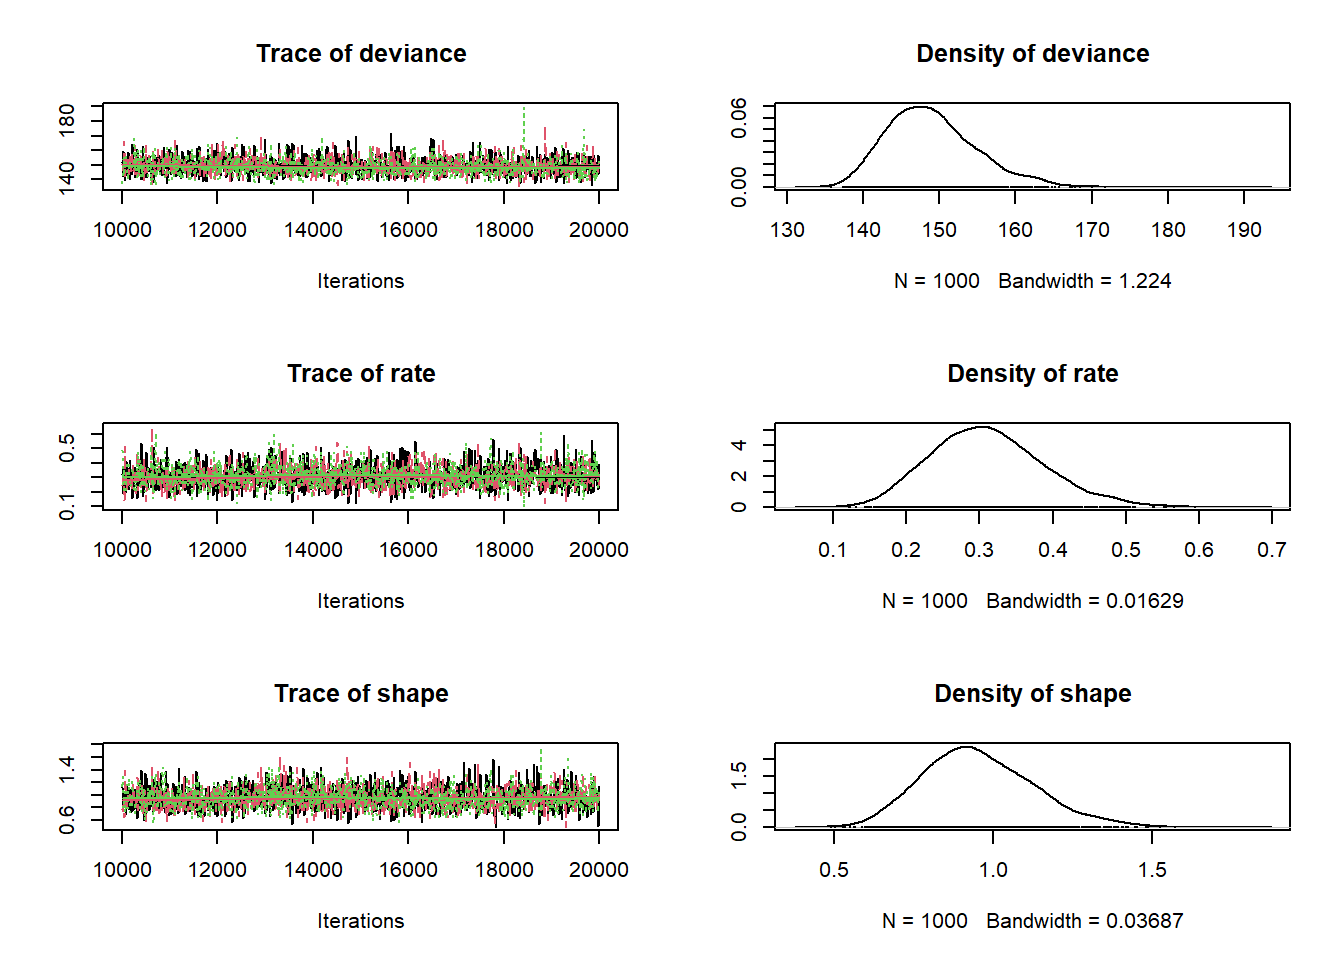 Trace of deviance
180
140
10000 12000 14000 16000 18000 20000
Iterations
Density of deviance
0.06
0.00
130 140 150 160 170 180 190
N = 1000 Bandwidth = 1.224
Trace of rate
0.5
0.1
10000 12000 14000 16000 18000 20000
Iterations
Density of rate
4
2
0
0.1 0.2 0.3 0.4 0.5 0.6 0.7
N = 1000 Bandwidth = 0.01629
Trace of shape
1.4
0.6
10000 12000 14000 16000 18000 20000
Iterations
Density of shape
1.5
0.0
0.5 1.0 1.5
N = 1000 Bandwidth = 0.03687